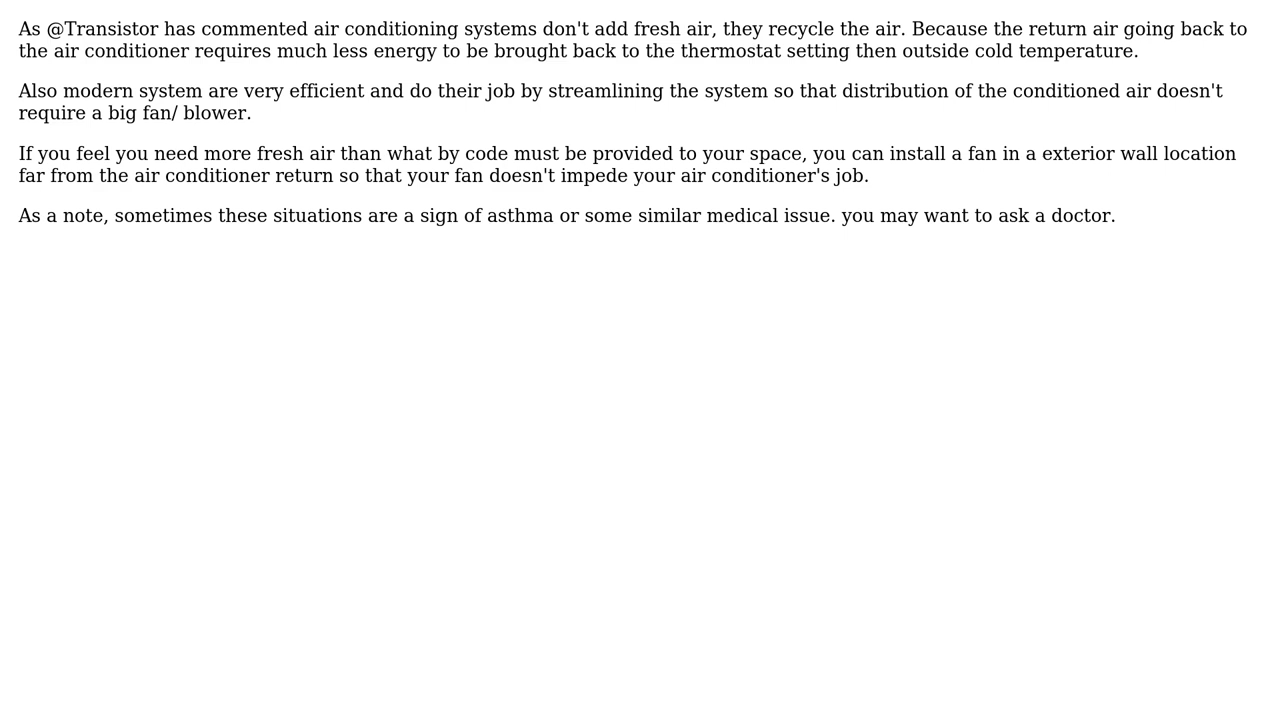 As @Transistor has commented air conditioning systems don't add fresh air, they recycle the air. Because the return air going back to
the air conditioner requires much less energy to be brought back to the thermostat setting then outside cold temperature.
Also modern system are very efficient and do their job by streamlining the system so that distribution of the conditioned air doesn't
require a big fan/ blower.
If you feel you need more fresh air than what by code must be provided to your space, you can install a fan in a exterior wall location
far from the air conditioner return so that your fan doesn't impede your air conditioner's job.
As a note, sometimes these situations are a sign of asthma or some similar medical issue. you may want to ask a doctor.